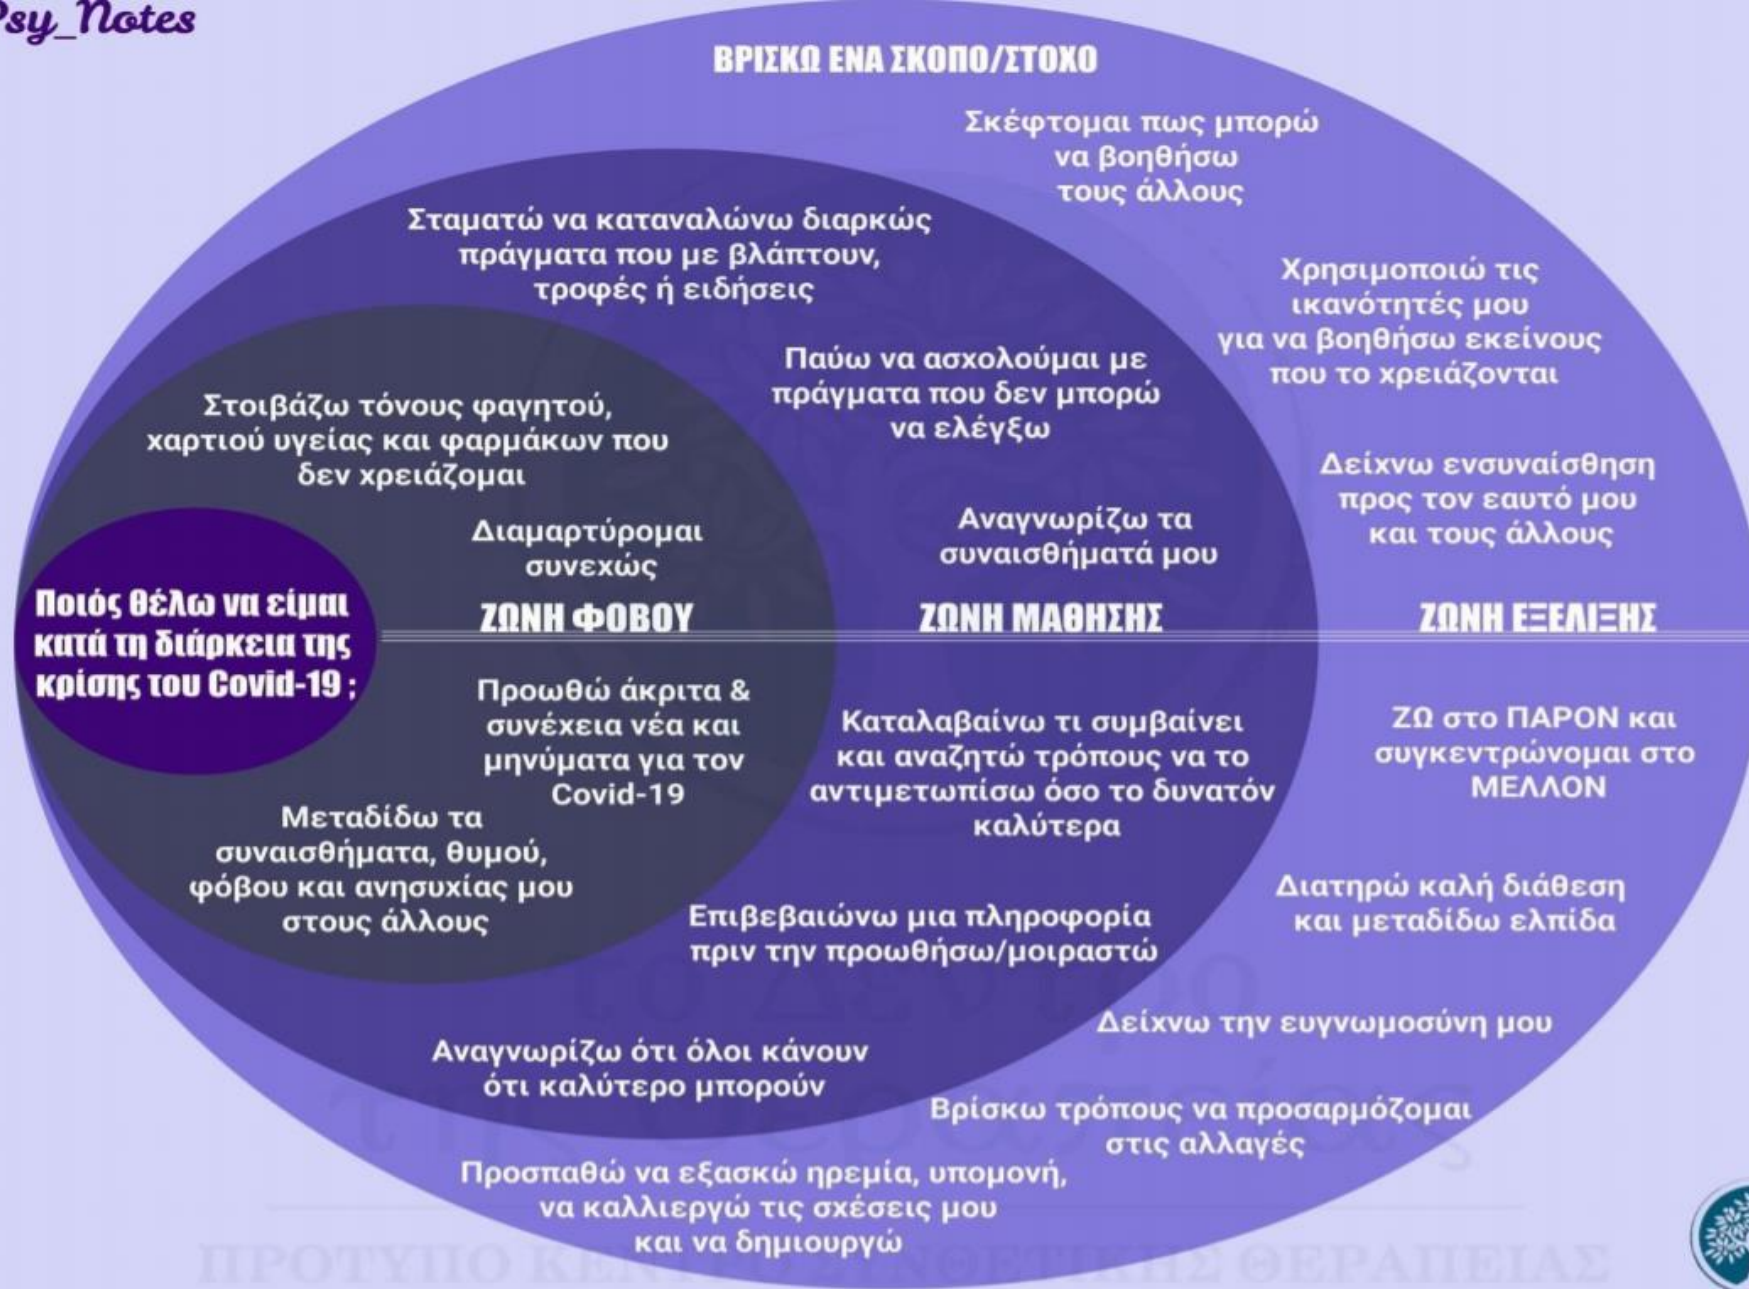 Psy_Notes
ΒΡΙΣΚΩ ΕΝΑ ΣΚΟΠΟ/ΣΤΟΧΟ
Σκέφτομαι πως μπορώ
να βοηθήσω
τους άλλους
Σταματώ να καταναλώνω διαρκώς
πράγματα που με βλάπτουν,
τροφές ή ειδήσεις
Χρησιμοποιώ τις
ικανότητές μου
για να βοηθήσω εκείνους
που το χρειάζονται
Παύω να ασχολούμαι με
πράγματα που δεν μπορώ
να ελέγξω
Στοιβάζω τόνους φαγητού,
χαρτιού υγείας και φαρμάκων που
δεν χρειάζομαι
Δείχνω ενσυναίσθηση
προς τον εαυτό μου
και τους άλλους
Αναγνωρίζω τα
συναισθήματά μου
Διαμαρτύρομαι
συνεχώς
Ποιός θέλω να είμαι
κατά τη διάρκεια της
κρίσης του Covid-19 ;
ΖΩΝΗ ΦΟΒΟΥ
ΖΩΝΗ ΜΑΘΗΣΗΣ
ΖΩΝΗ ΕΞΕΛΙΞΗΣ
Προωθώ άκριτα &
συνέχεια νέα και
μηνύματα για τον
Covid-19
Καταλαβαίνω τι συμβαίνει
και αναζητώ τρόπους να το
αντιμετωπίσω όσο το δυνατόν
καλύτερα
ΖΩ στο ΠΑΡΟΝ και
συγκεντρώνομαι στο
ΜΕΛΛΟΝ
Μεταδίδω τα
συναισθήματα, θυμού,
φόβου και ανησυχίας μου
στους άλλους
Επιβεβαιώνω μια πληροφορία
πριν την προωθήσω/μοιραστώ
Διατηρώ καλή διάθεση
και μεταδίδω ελπίδα
Δείχνω την ευγνωμοσύνη μου
Αναγνωρίζω ότι όλοι κάνουν
ότι καλύτερο μπορούν
Βρίσκω τρόπους να προσαρμόζομαι
στις αλλαγές
Προσπαθώ να εξασκώ ηρεμία, υπομονή,
να καλλιεργώ τις σχέσεις μου
και να δημιουργώ
το Δέντρο
της Θεραπείας
ΠΡΟΤΥΠΟ ΚΕΝΤΡΟ ΣΥΝΘΕΤΙΚΗΣ ΘΕΡΑΠΕΙΑΣ